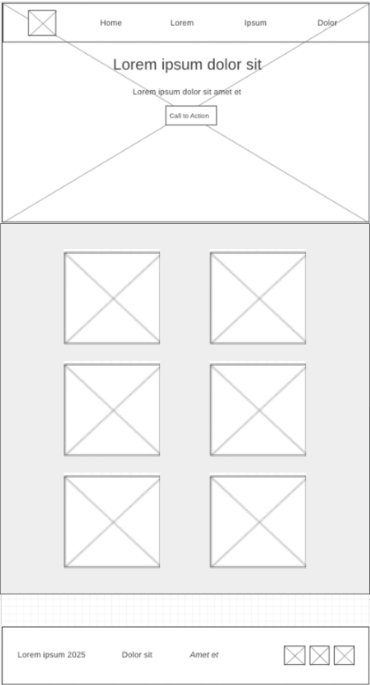 Home Lorem Ipsum Dolor
Lorem ipsum dolor sit
Lorem ipsum dolor sit amet et
Call to Action
Lorem ipsum 2025 Dolor sit Amet et